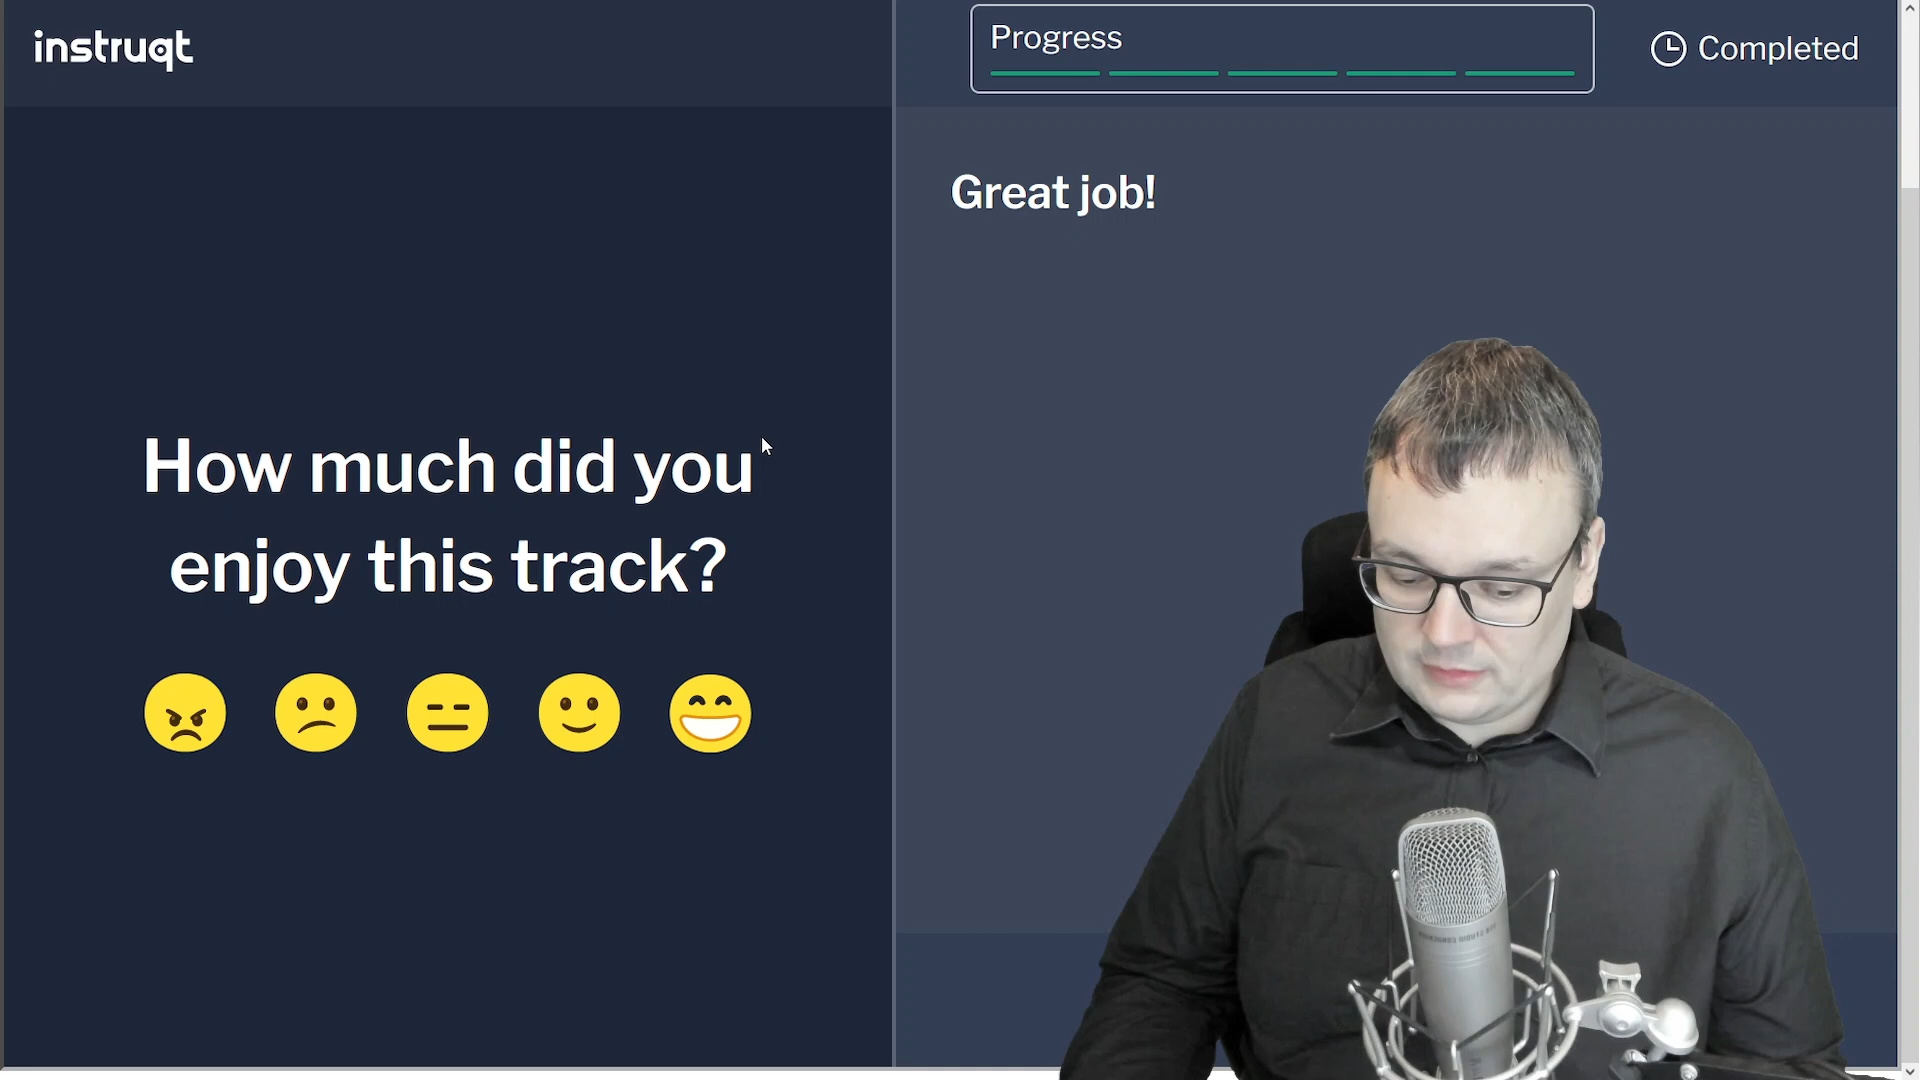 instruqt
Progress
Completed
Great job!
How much did you
enjoy this track?